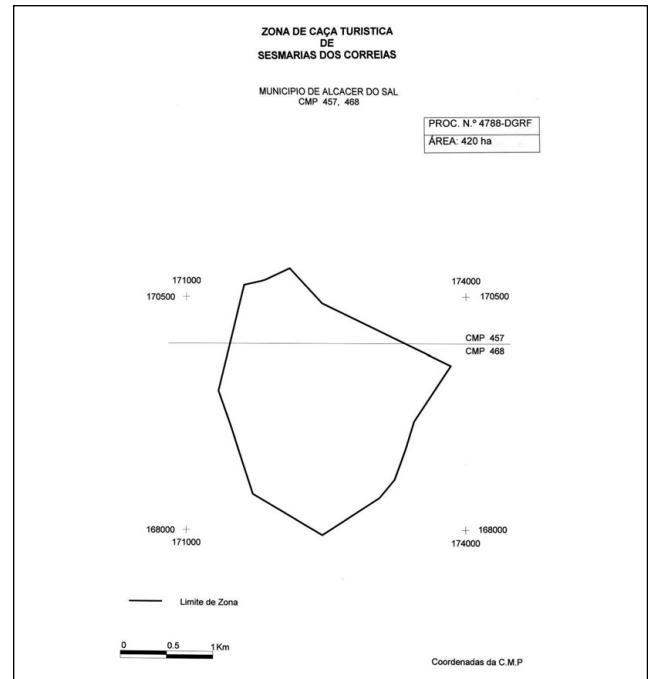 ZONA DE CAÇA TURISTICA
DE
SESMARIAS DOS CORREIAS
MUNICIPIO DE ALCACER DO SAL
CMP 457, 468
PROC. N.º 4788-DGRF
ÁREA: 420 ha
171000
170500
174000
170500
CMP 457
CMP 468
168000
171000
168000
174000
Limite de Zona
0 0.5 1 Km
Coordenadas da C.M.P